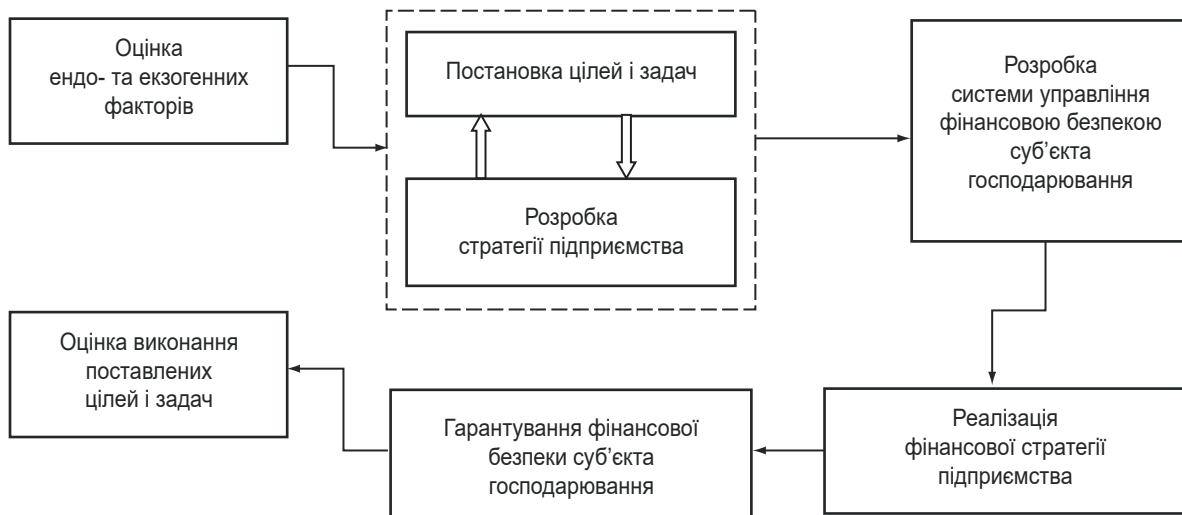 Оцінка
ендо- та екзогенних
факторів
Постановка цілей і задач
Розробка
стратегії підприємства
Розробка
системи управління
фінансовою безпекою
суб’єкта
господарювання
Реалізація
фінансової стратегії
підприємства
Гарантування фінансової
безпеки суб’єкта
господарювання
Оцінка виконання
поставлених
цілей і задач